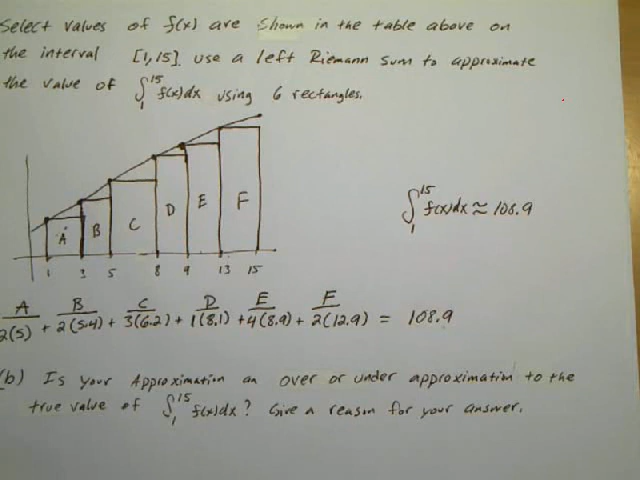 Select values of f(x) are shown in the table above on
the interval [1,15]. use a left Riemann sum to approximate
the value of ∫₁¹⁵ f(x)dx using 6 rectangles.
A B C D E F
∫₁¹⁵ f(x)dx ≈ 108.9
1 3 5 8 9 13 15
A B C D E F
2(5) + 2(5.4) + 3(6.2) + 1(8.1) + 4(8.9) + 2(12.9) = 108.9
(b) Is your Approximation an over or under approximation to the
true value of ∫₁¹⁵ f(x)dx? Give a reason for your answer.